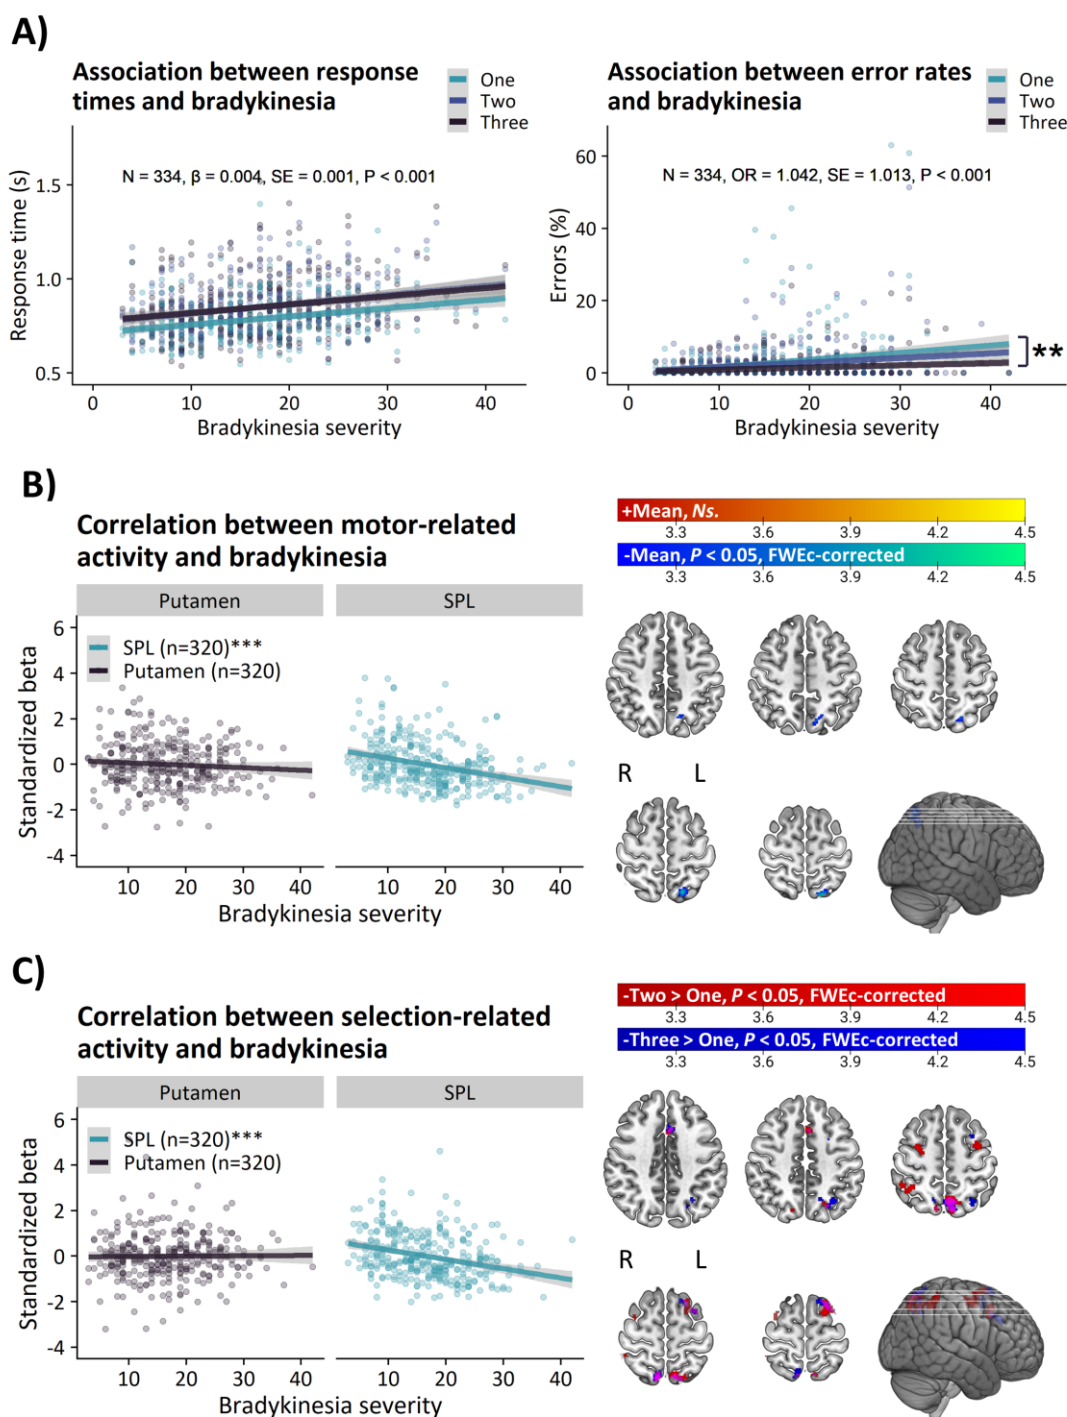 A)
Association between response
times and bradykinesia
One
Two
Three
N = 334, β = 0.004, SE = 0.001, P < 0.001
Response time (s)
1.5
1.0
0.5
0 10 20 30 40
Bradykinesia severity
Association between error rates
and bradykinesia
One
Two
Three
N = 334, OR = 1.042, SE = 1.013, P < 0.001
Errors (%)
60
40
20
0
**
0 10 20 30 40
Bradykinesia severity
B)
Correlation between motor-related
activity and bradykinesia
Putamen SPL
SPL (n=320)***
Putamen (n=320)
Standardized beta
6
4
2
0
-2
-4
10 20 30 40 10 20 30 40
Bradykinesia severity
+Mean, Ns.
3.3 3.6 3.9 4.2 4.5
-Mean, P < 0.05, FWEc-corrected
3.3 3.6 3.9 4.2 4.5
R L
C)
Correlation between selection-related
activity and bradykinesia
Putamen SPL
SPL (n=320)***
Putamen (n=320)
Standardized beta
6
4
2
0
-2
-4
10 20 30 40 10 20 30 40
Bradykinesia severity
-Two > One, P < 0.05, FWEc-corrected
3.3 3.6 3.9 4.2 4.5
-Three > One, P < 0.05, FWEc-corrected
3.3 3.6 3.9 4.2 4.5
R L